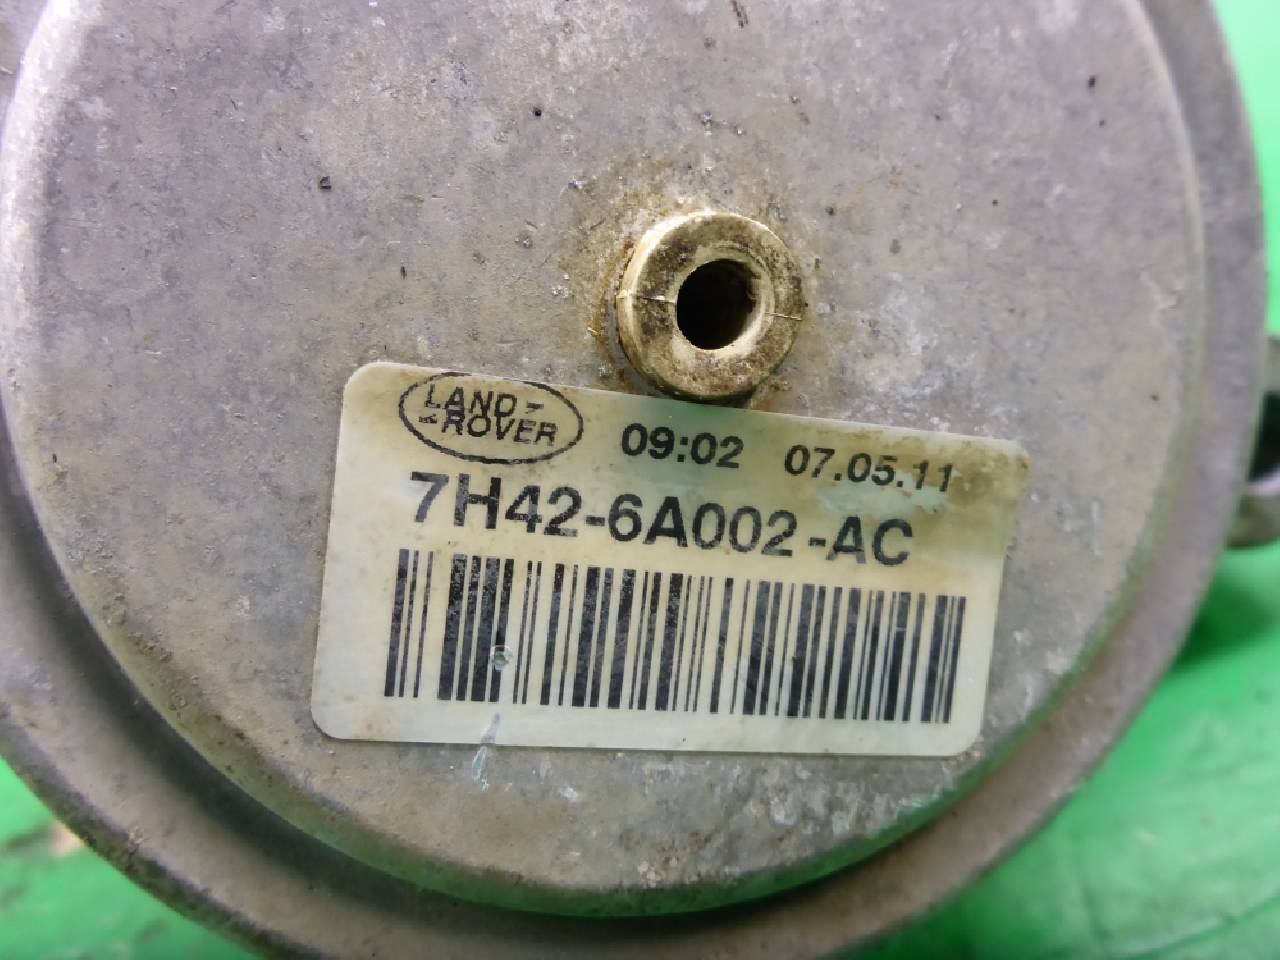 LAND
ROVER
09:02 07.05.11
7H42-6A002-AC